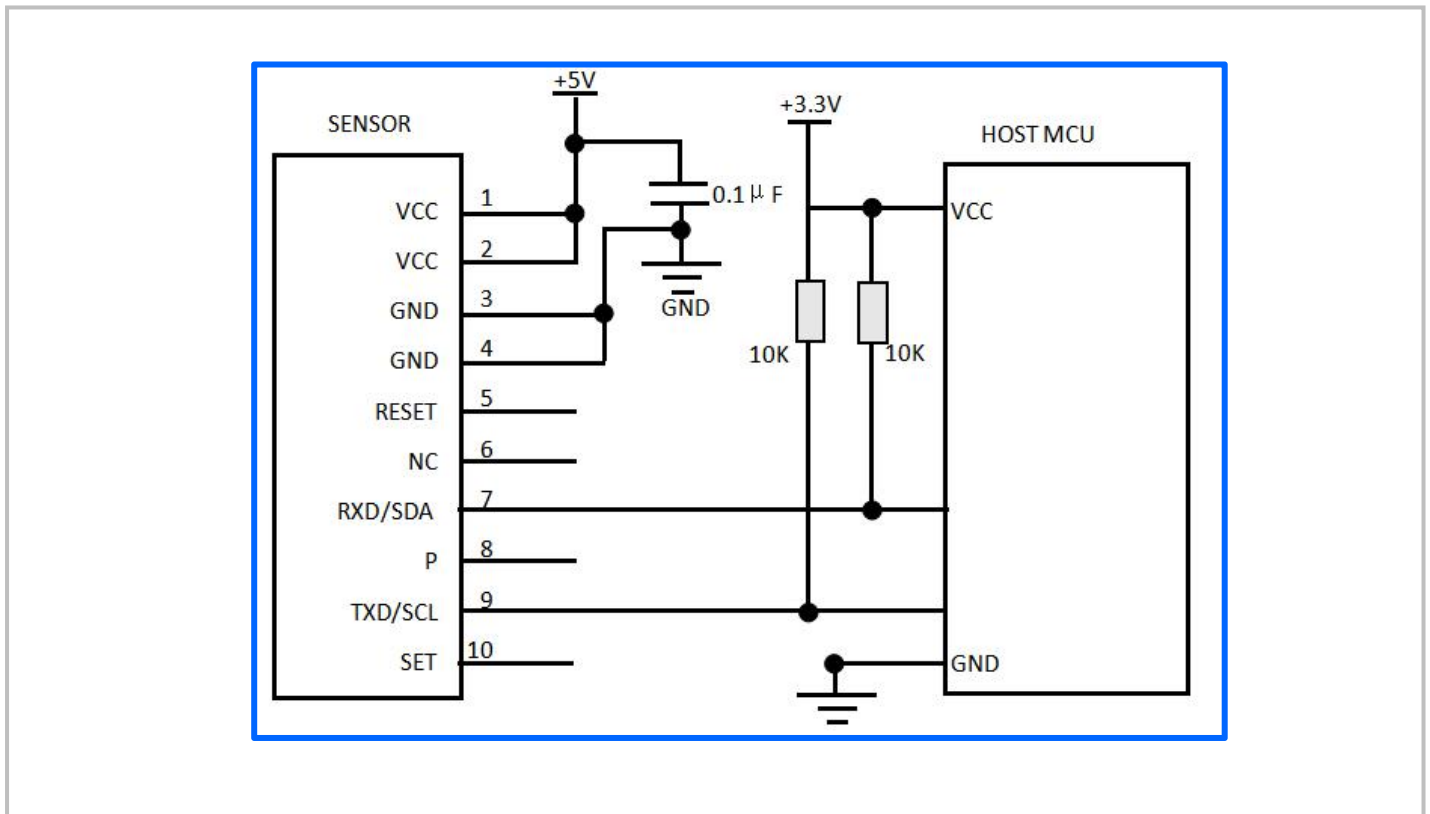 +5V
+3.3V
SENSOR
HOST MCU
VCC 1
0.1μF
VCC
VCC 2
GND 3
GND
GND 4
10K
10K
RESET 5
NC 6
RXD/SDA 7
P 8
TXD/SCL 9
SET 10
GND